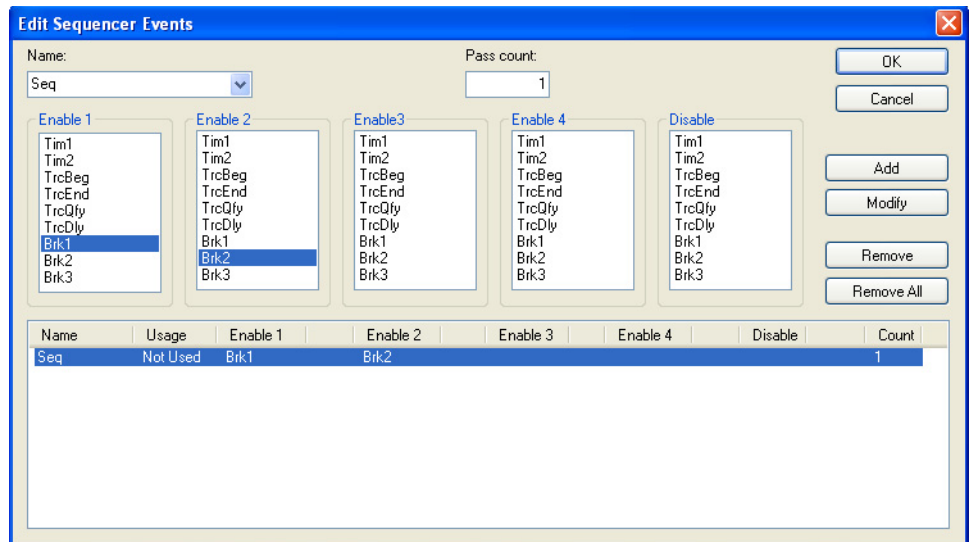 Edit Sequencer Events
Name:
Pass count:
OK
Seq
1
Cancel
Enable 1
Enable 2
Enable3
Enable 4
Disable
Tim1
Tim2
TrcBeg
TrcEnd
TrcQfy
TrcDly
Brk1
Brk2
Brk3
Tim1
Tim2
TrcBeg
TrcEnd
TrcQfy
TrcDly
Brk1
Brk2
Brk3
Tim1
Tim2
TrcBeg
TrcEnd
TrcQfy
TrcDly
Brk1
Brk2
Brk3
Tim1
Tim2
TrcBeg
TrcEnd
TrcQfy
TrcDly
Brk1
Brk2
Brk3
Tim1
Tim2
TrcBeg
TrcEnd
TrcQfy
TrcDly
Brk1
Brk2
Brk3
Add
Modify
Remove
Remove All
Name Usage Enable 1 Enable 2 Enable 3 Enable 4 Disable Count
Seq Not Used Brk1 Brk2 1